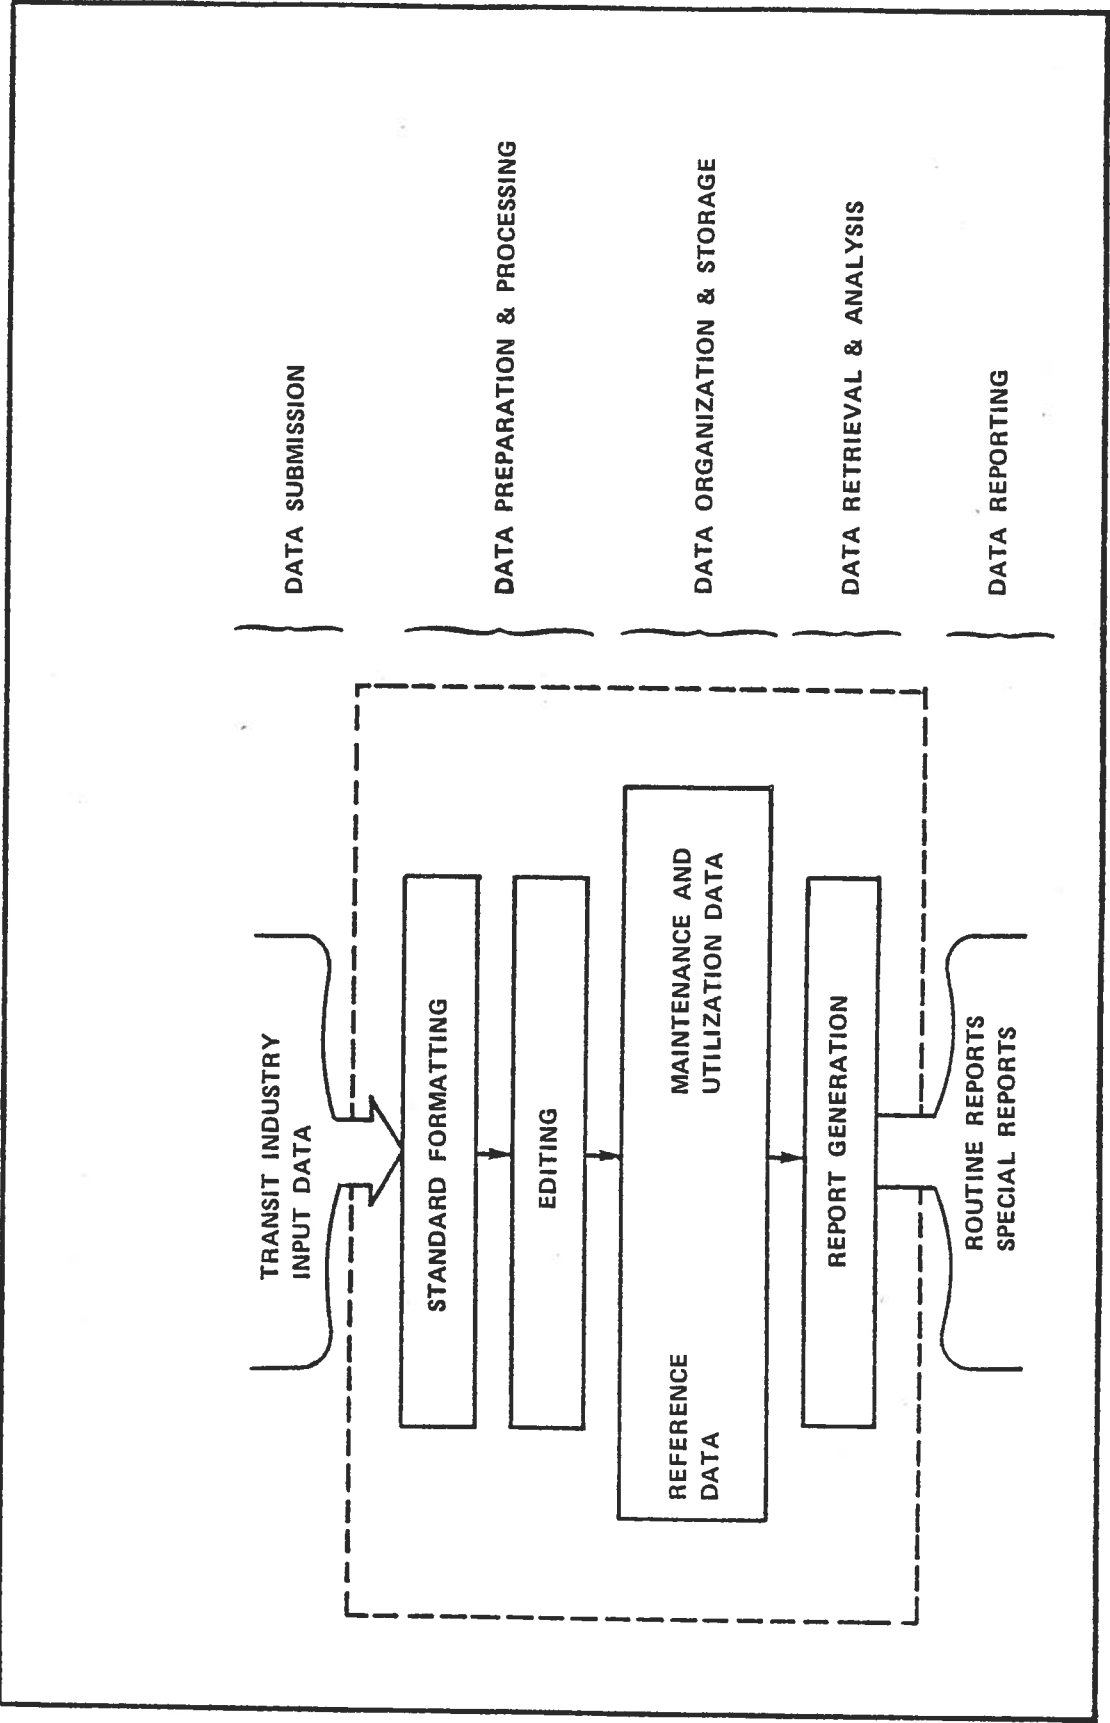 TRANSIT INDUSTRY
INPUT DATA
DATA SUBMISSION
STANDARD FORMATTING
EDITING
DATA PREPARATION & PROCESSING
REFERENCE
DATA
MAINTENANCE AND
UTILIZATION DATA
DATA ORGANIZATION & STORAGE
REPORT GENERATION
DATA RETRIEVAL & ANALYSIS
ROUTINE REPORTS
SPECIAL REPORTS
DATA REPORTING